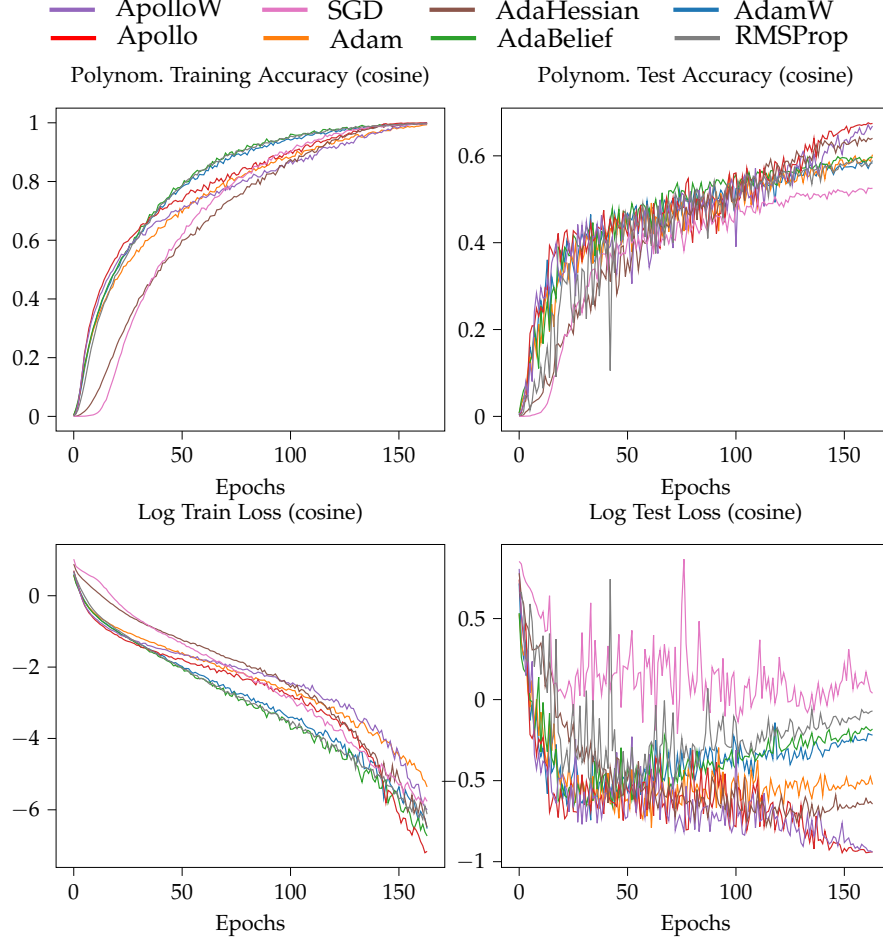 ApolloW SGD AdaHessian AdamW
Apollo Adam AdaBelief RMSProp
Polynom. Training Accuracy (cosine) Polynom. Test Accuracy (cosine)
1
0.8
0.6
0.4
0.2
0
0 50 100 150
Epochs
0.6
0.4
0.2
0
0 50 100 150
Epochs
Log Train Loss (cosine) Log Test Loss (cosine)
0
−2
−4
−6
0 50 100 150
Epochs
0.5
0
−0.5
−1
0 50 100 150
Epochs